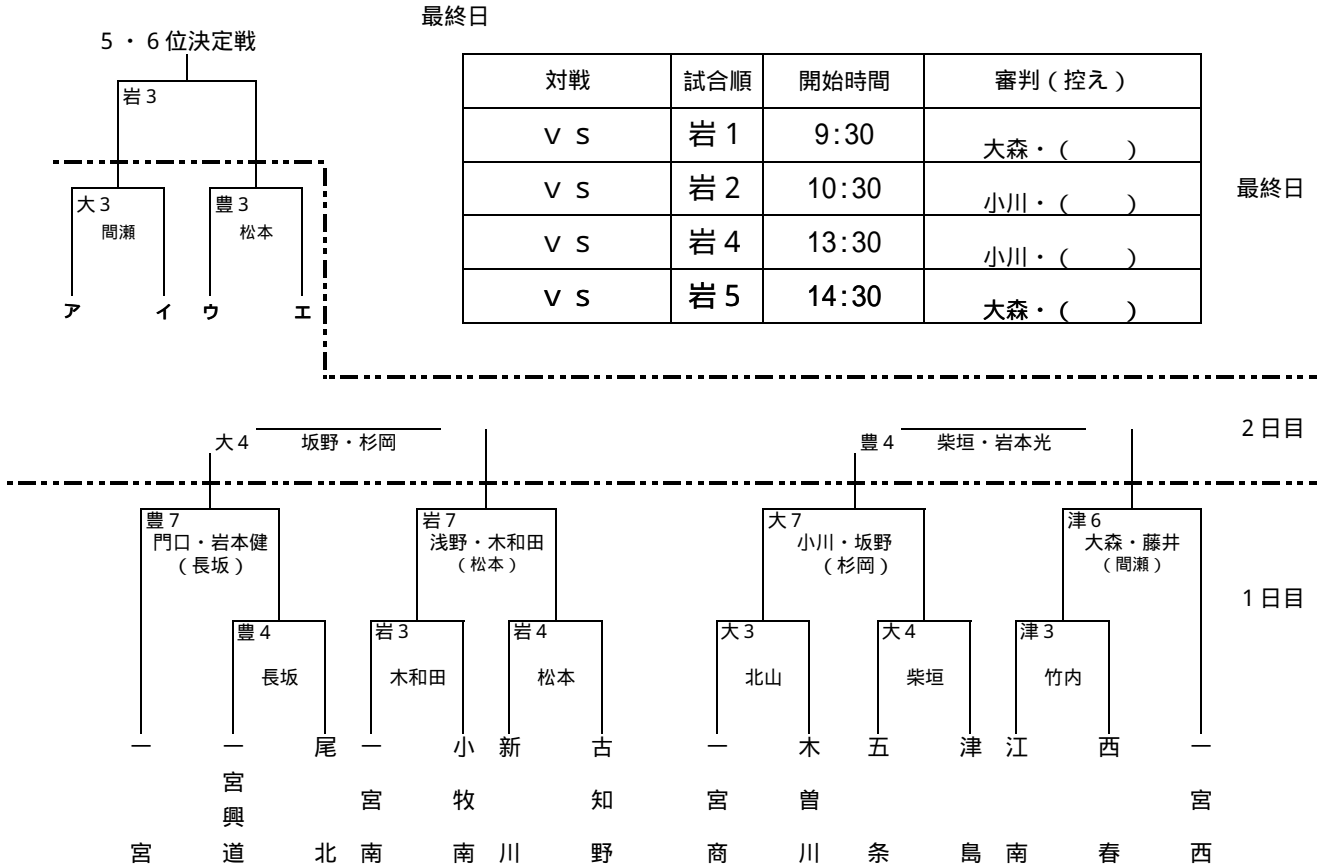 最終日
5・6位決定戦
岩3
大3
間瀬
豊3
松本
ア イ ウ エ
対戦 試合順 開始時間 審判(控え)
vs 岩1 9:30 大森・( )
vs 岩2 10:30 小川・( )
vs 岩4 13:30 小川・( )
vs 岩5 14:30 大森・( )
最終日
2日目
大4 坂野・杉岡
豊4 柴垣・岩本光
豊7
門口・岩本健
(長坂)
岩7
浅野・木和田
(松本)
大7
小川・坂野
(杉岡)
津6
大森・藤井
(間瀬)
1日目
豊4
長坂
岩3
木和田
岩4
松本
大3
北山
大4
柴垣
津3
竹内
一宮
一宮興道
尾北
一宮南
小牧南
新川
古知野
一宮商
木曽川
五条
津島
江南
西春
一宮西